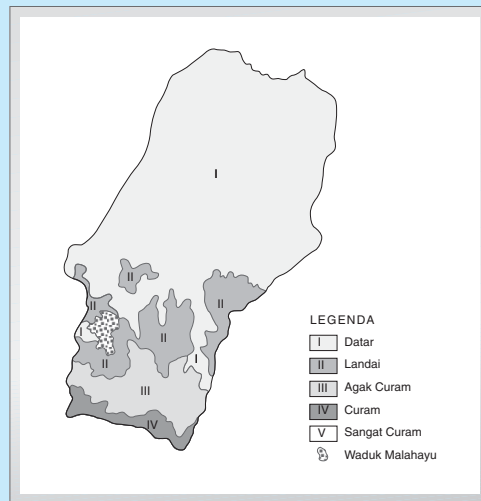 I
II
II
II
I
II
II
I
III
IV
LEGENDA
I Datar
II Landai
III Agak Curam
IV Curam
V Sangat Curam
Waduk Malahayu